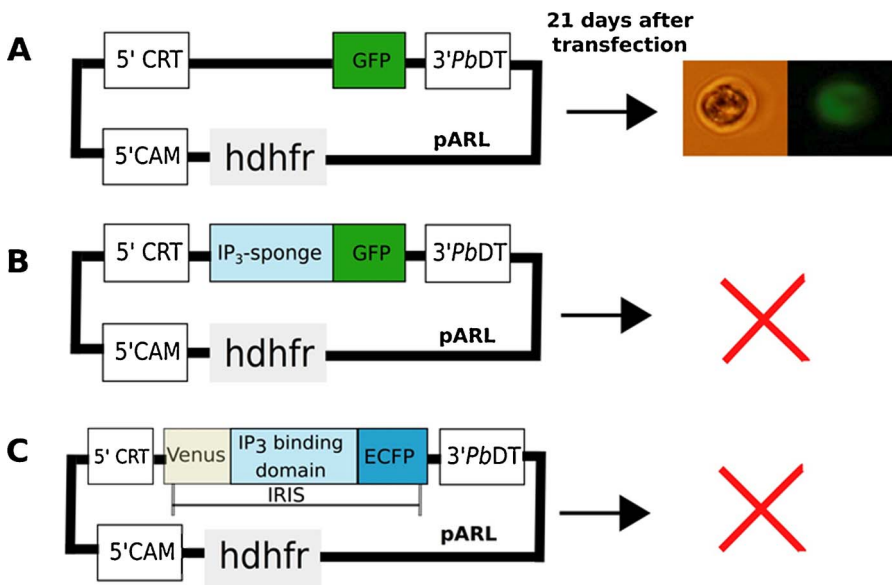 A
5' CRT
GFP
3'PbDT
21 days after
transfection
5'CAM
hdhfr
pARL
B
5' CRT
IP₃-sponge
GFP
3'PbDT
5'CAM
hdhfr
pARL
C
5' CRT
Venus
IP3 binding
domain
ECFP
3'PbDT
IRIS
5'CAM
hdhfr
pARL